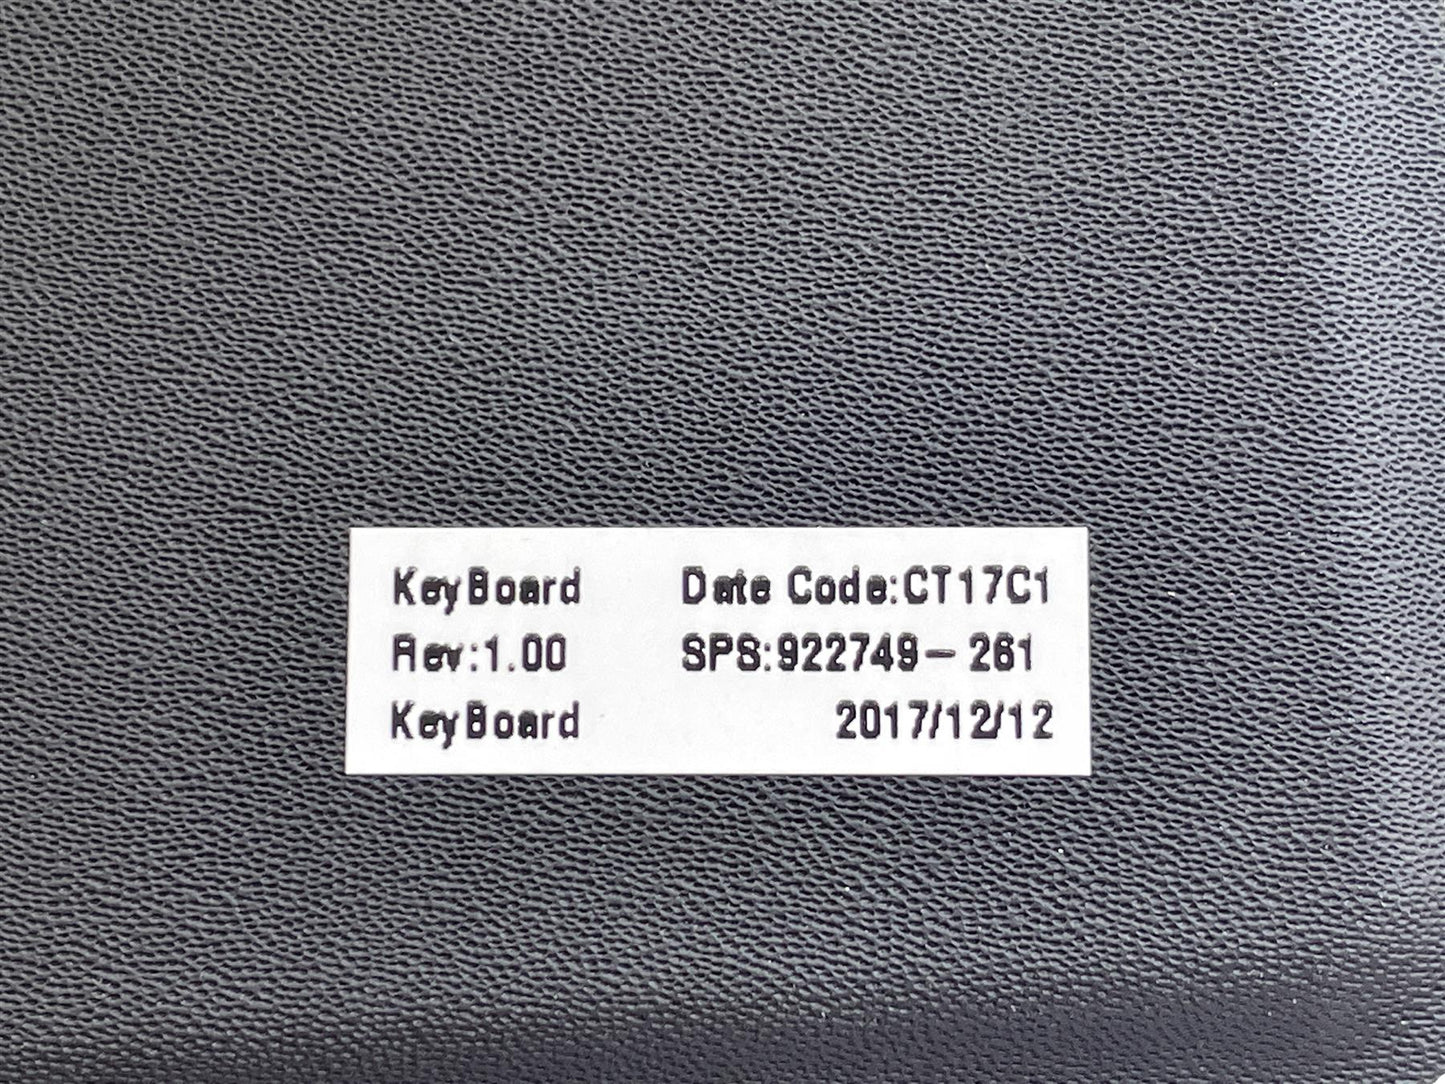 KeyBoard Date Code:CT17C1
Rev:1.00 SPS:922749-261
KeyBoard 2017/12/12